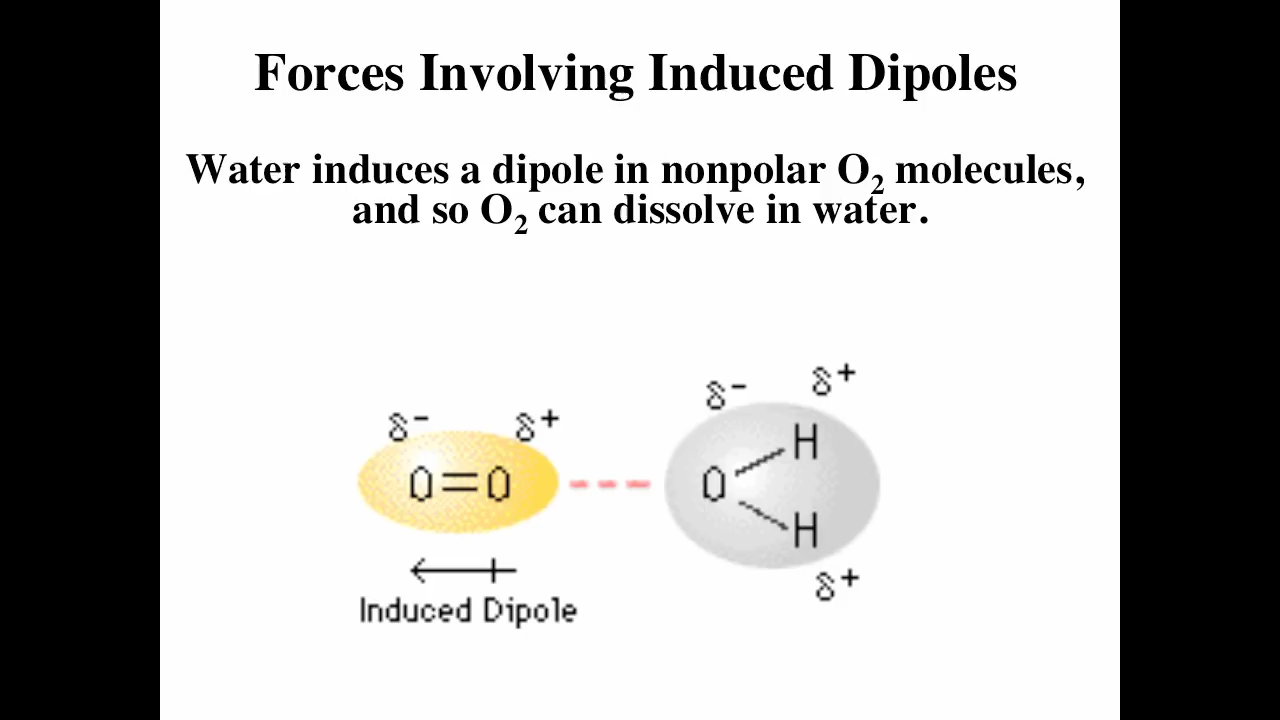 Forces Involving Induced Dipoles
Water induces a dipole in nonpolar O₂ molecules,
and so O₂ can dissolve in water.
δ⁻ δ⁺
O=O
Induced Dipole
δ⁻ δ⁺
H
O
H
δ⁺